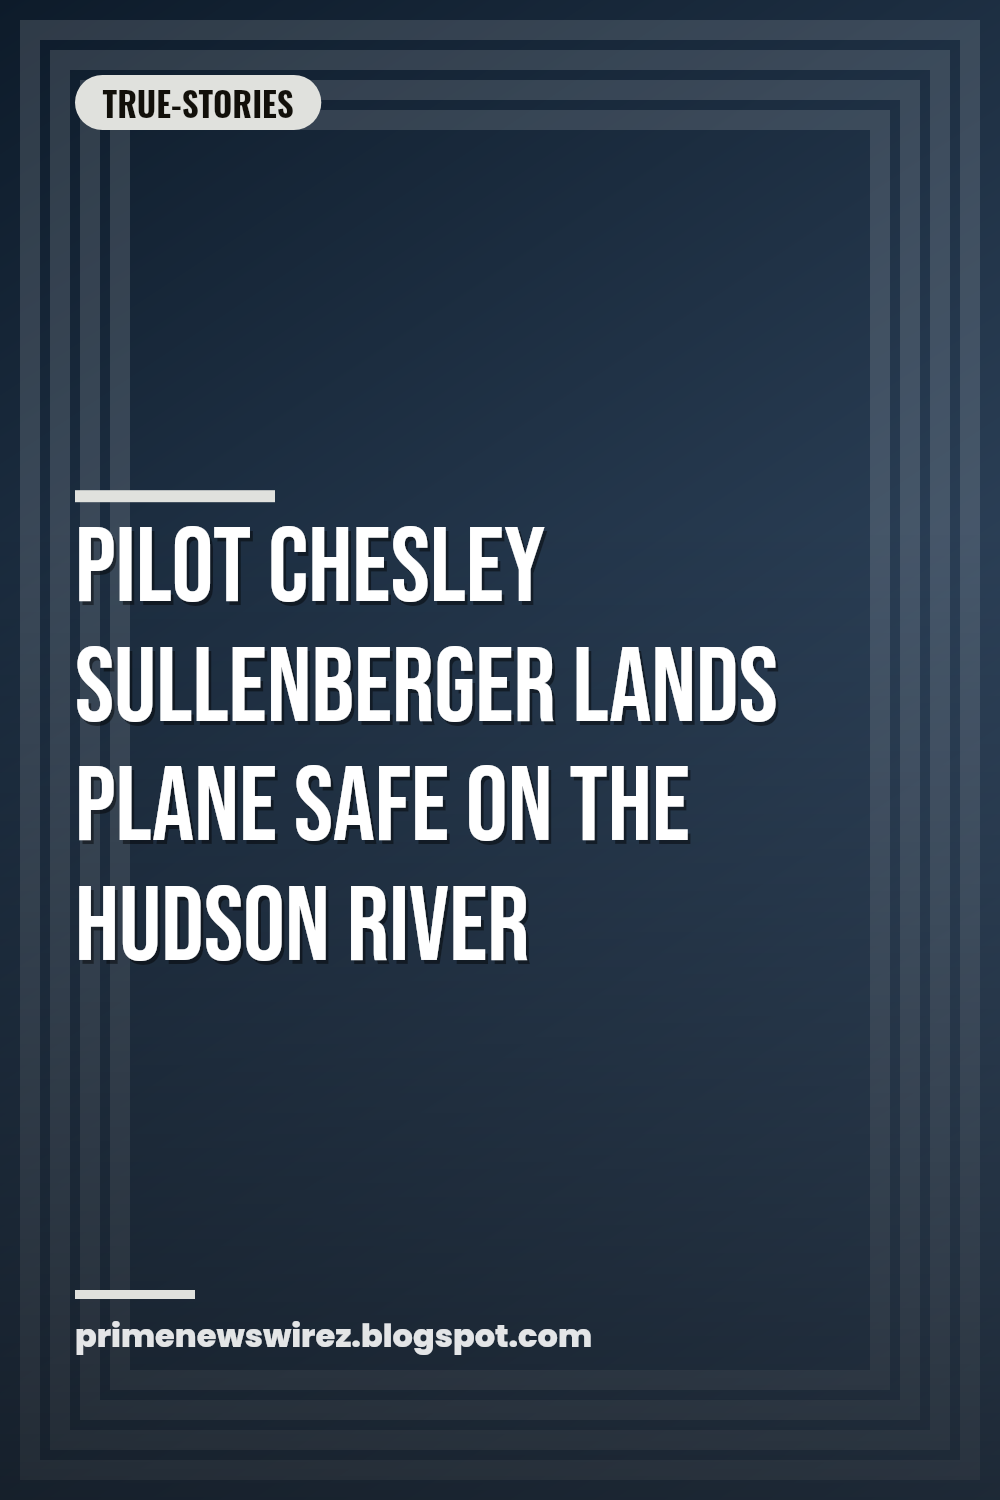 TRUE-STORIES
PILOT CHESLEY
SULLENBERGER LANDS
PLANE SAFE ON THE
HUDSON RIVER
primenewswirez.blogspot.com